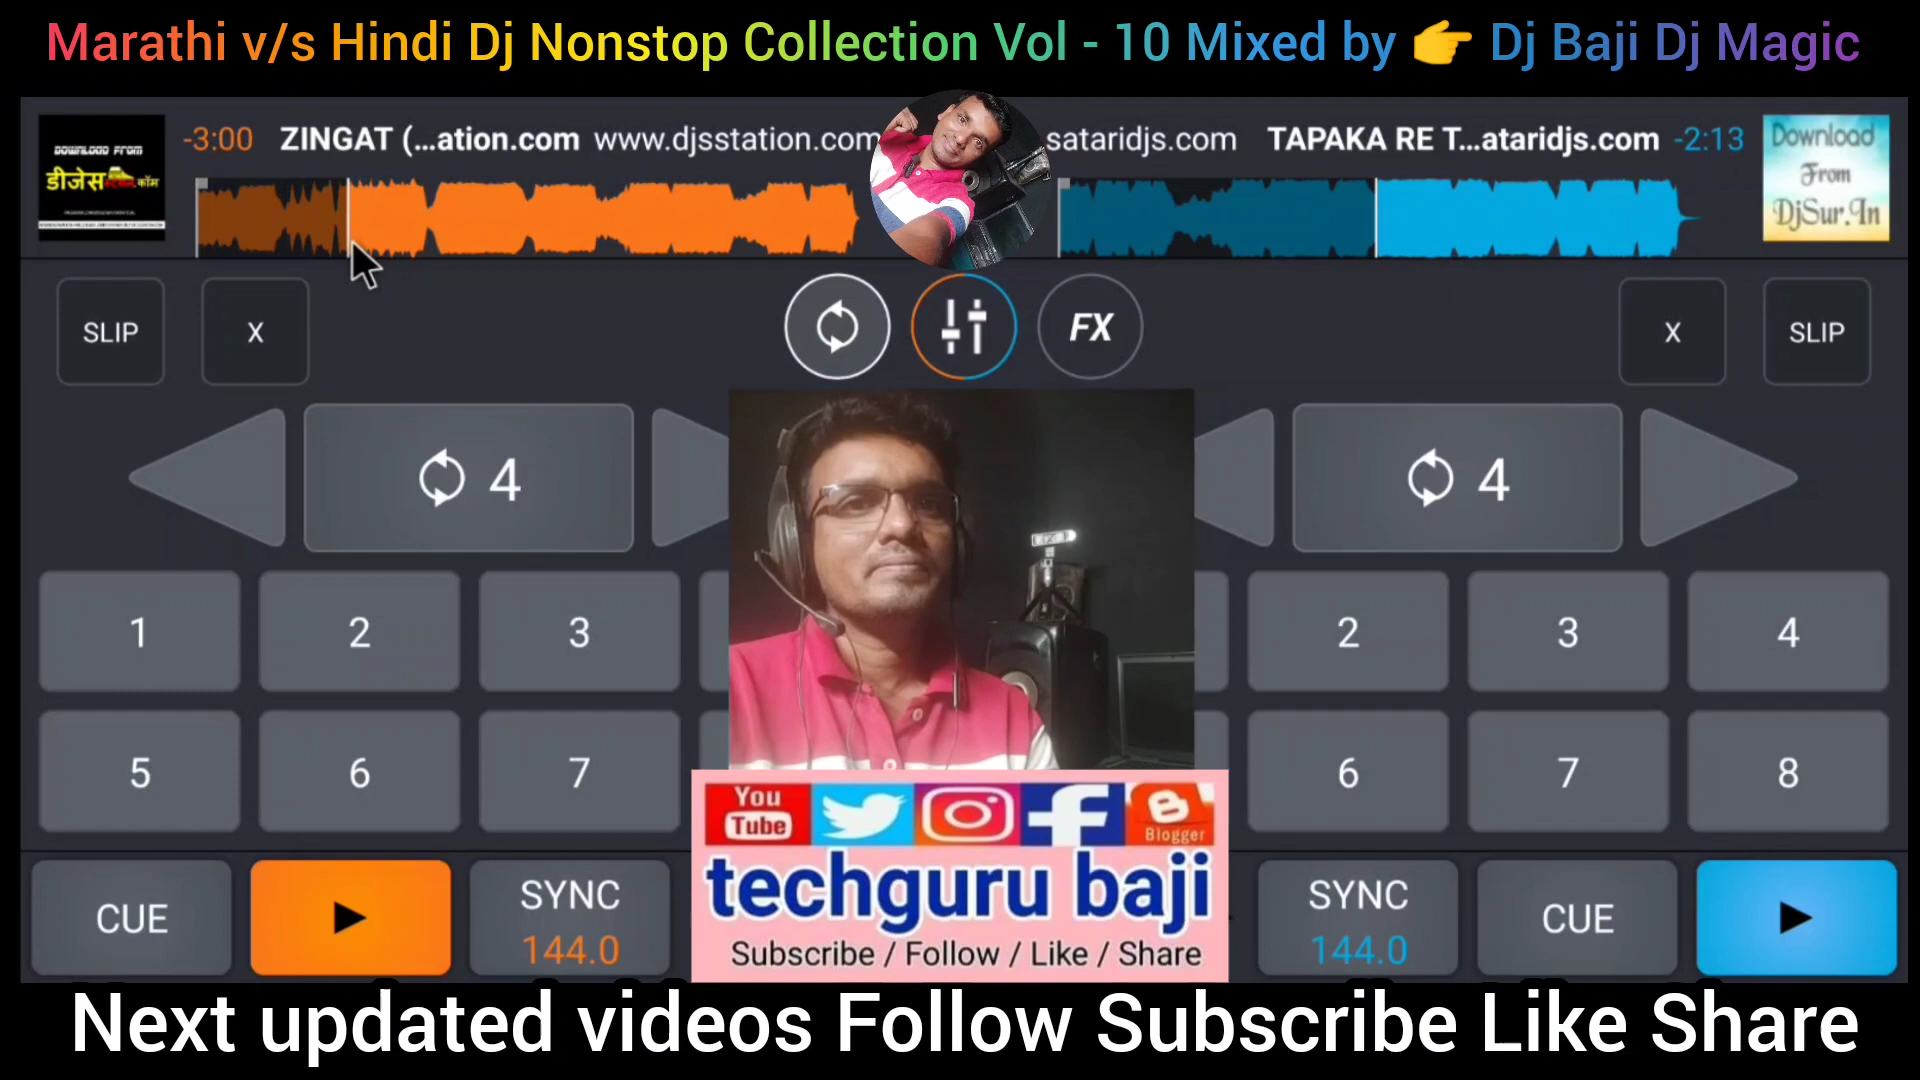 Marathi v/s Hindi Dj Nonstop Collection Vol - 10 Mixed by 👉 Dj Baji Dj Magic
DOWNLOAD FROM
डीजेस कॉम
-3:00 ZINGAT (...ation.com www.djsstation.com
sataridjs.com TAPAKA RE T...ataridjs.com -2:13
Download
From
DjSur.In
SLIP X FX X SLIP
4 4
1 2 3 2 3 4
5 6 7 6 7 8
You
Tube
Blogger
techguru baji
Subscribe / Follow / Like / Share
CUE SYNC SYNC CUE
144.0 144.0
Next updated videos Follow Subscribe Like Share